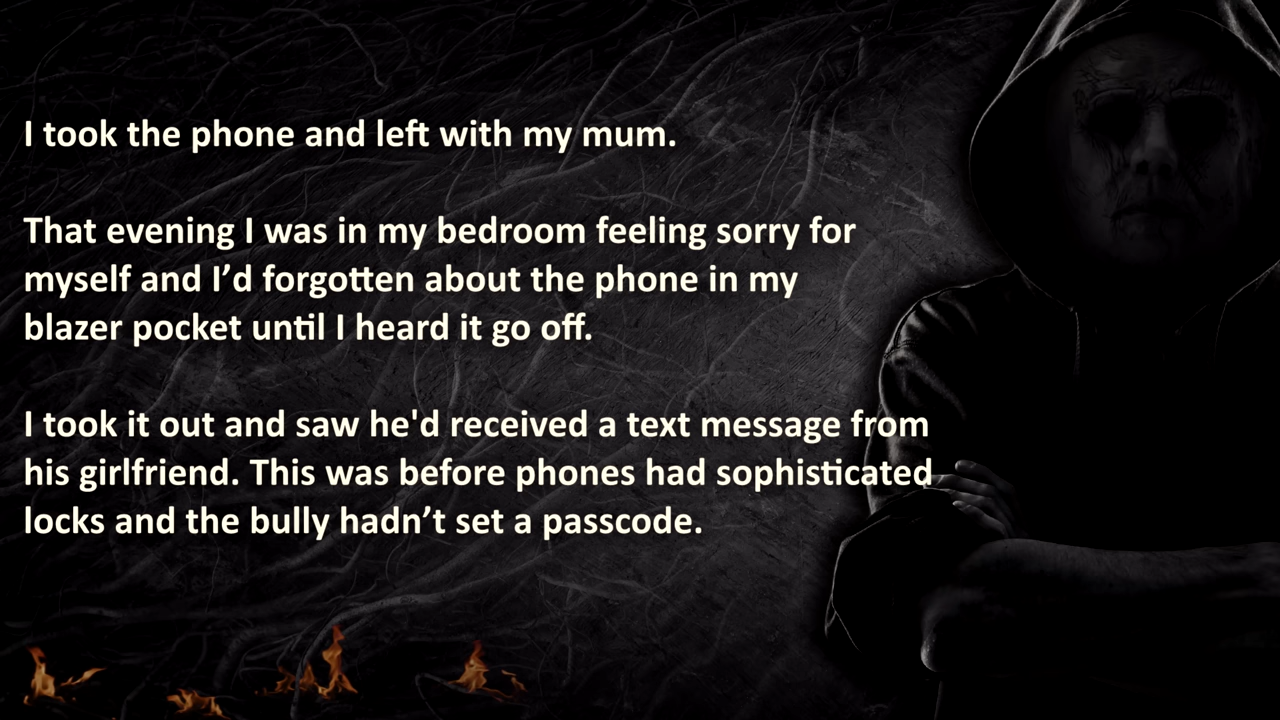 I took the phone and left with my mum.
That evening I was in my bedroom feeling sorry for
myself and I’d forgotten about the phone in my
blazer pocket until I heard it go off.
I took it out and saw he'd received a text message from
his girlfriend. This was before phones had sophisticated
locks and the bully hadn’t set a passcode.